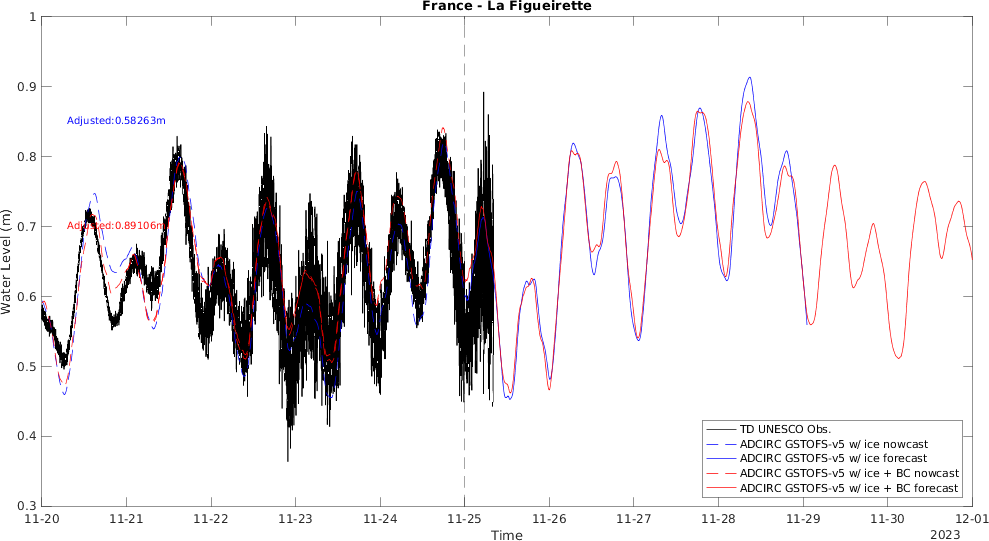 France - La Figueirette
Water Level (m)
1
0.9
0.8
0.7
0.6
0.5
0.4
0.3
Adjusted:0.58263m
Adjusted:0.89106m
TD UNESCO Obs.
ADCIRC GSTOFS-v5 w/ ice nowcast
ADCIRC GSTOFS-v5 w/ ice forecast
ADCIRC GSTOFS-v5 w/ ice + BC nowcast
ADCIRC GSTOFS-v5 w/ ice + BC forecast
11-20 11-21 11-22 11-23 11-24 11-25 11-26 11-27 11-28 11-29 11-30 12-01
Time
2023